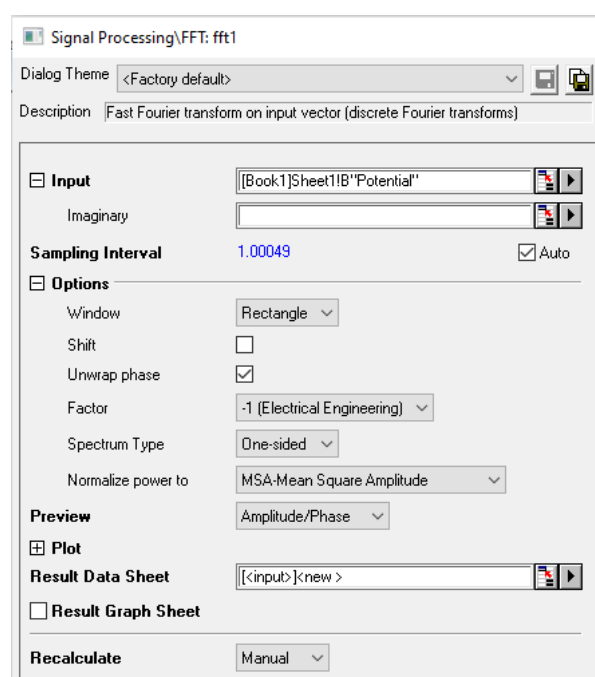 Signal Processing\FFT: fft1
Dialog Theme <Factory default>
Description Fast Fourier transform on input vector (discrete Fourier transforms)
Input [Book1]Sheet1!B"Potential"
Imaginary
Sampling Interval 1.00049 Auto
Options
Window Rectangle
Shift
Unwrap phase
Factor -1 (Electrical Engineering)
Spectrum Type One-sided
Normalize power to MSA-Mean Square Amplitude
Preview Amplitude/Phase
Plot
Result Data Sheet [<input>]<new >
Result Graph Sheet
Recalculate Manual